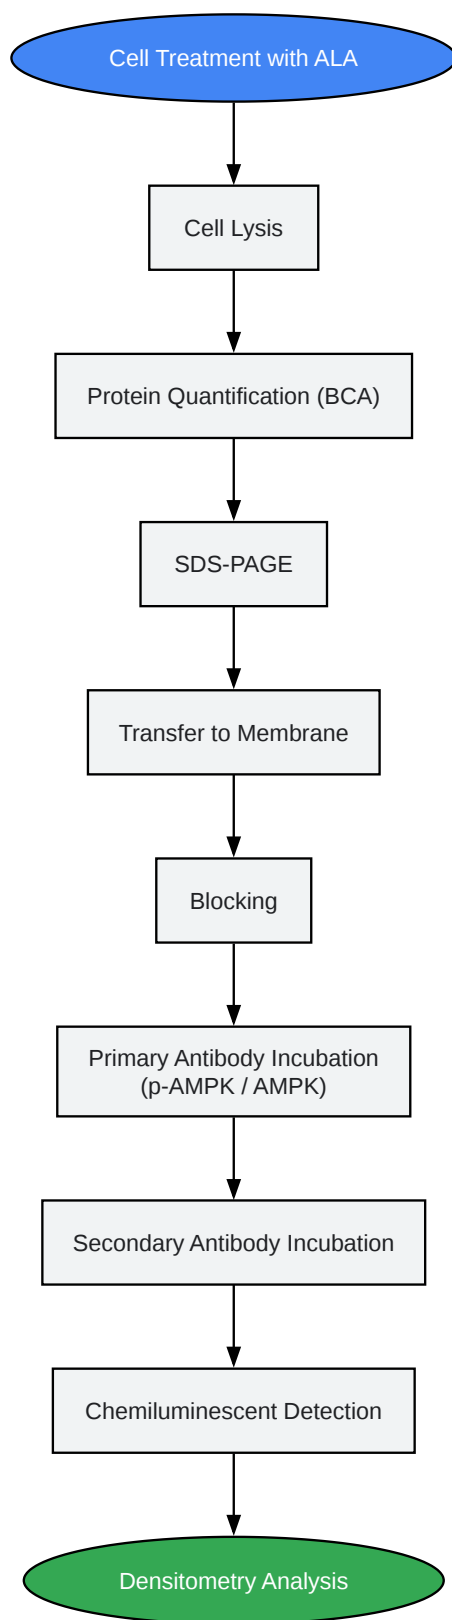 Cell Treatment with ALA
Cell Lysis
Protein Quantification (BCA)
SDS-PAGE
Transfer to Membrane
Blocking
Primary Antibody Incubation
(p-AMPK / AMPK)
Secondary Antibody Incubation
Chemiluminescent Detection
Densitometry Analysis